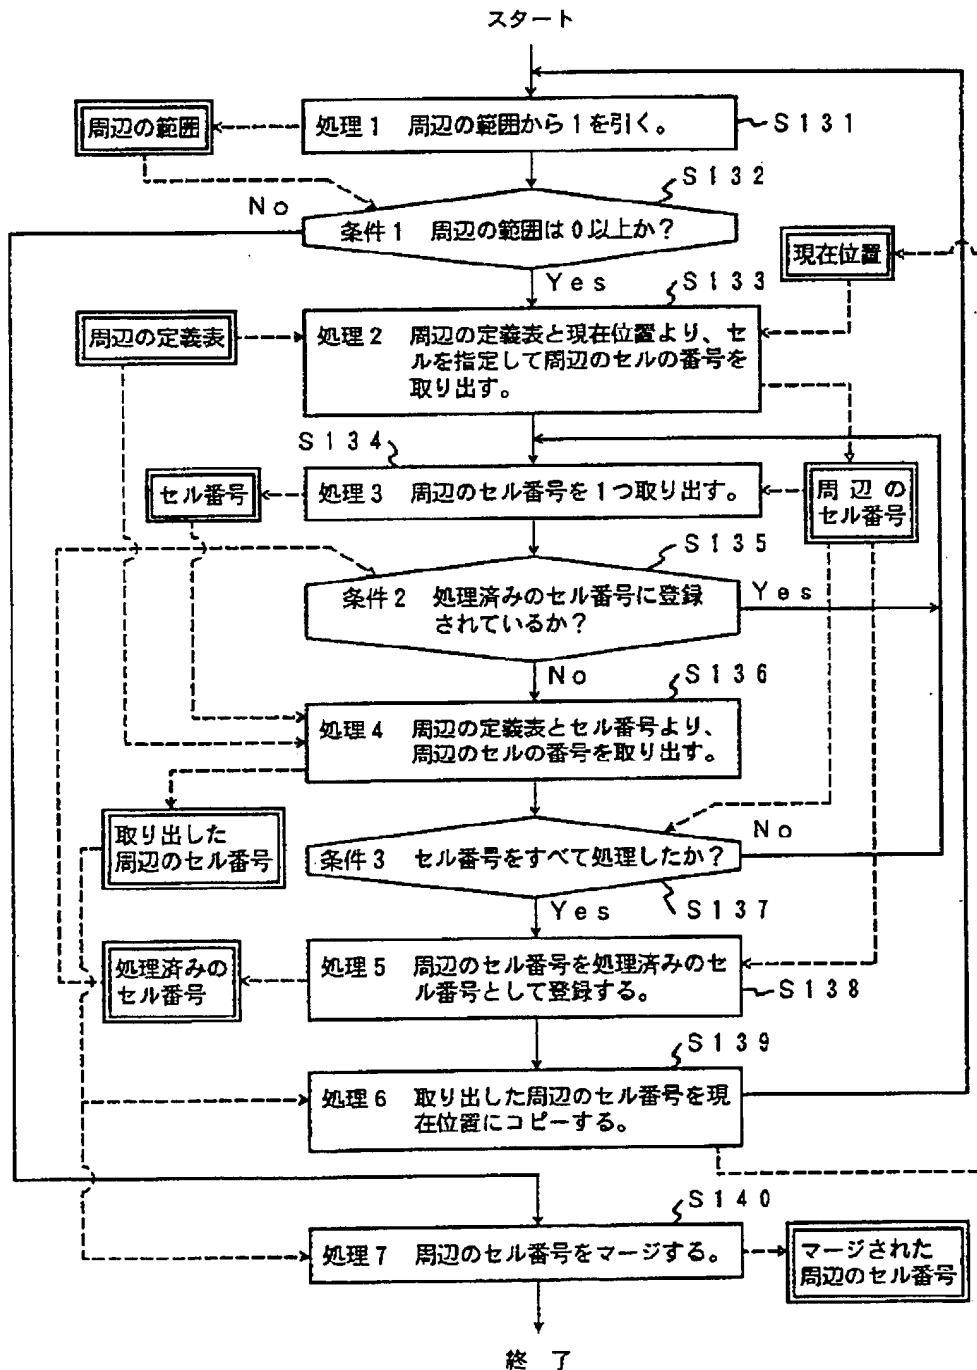 スタート
周辺の範囲
処理1 周辺の範囲から1を引く。
S131
S132
No
条件1 周辺の範囲は0以上か?
現在位置
Yes
S133
周辺の定義表
処理2 周辺の定義表と現在位置より、セ
ルを指定して周辺のセルの番号を
取り出す。
S134
セル番号
処理3 周辺のセル番号を1つ取り出す。
周辺の
セル番号
S135
条件2 処理済みのセル番号に登録
されているか?
Yes
No
S136
処理4 周辺の定義表とセル番号より、
周辺のセルの番号を取り出す。
取り出した
周辺のセル番号
No
条件3 セル番号をすべて処理したか?
Yes
S137
処理済みの
セル番号
処理5 周辺のセル番号を処理済みのセ
ル番号として登録する。
S138
S139
処理6 取り出した周辺のセル番号を現
在位置にコピーする。
S140
処理7 周辺のセル番号をマージする。
マージされた
周辺のセル番号
終了